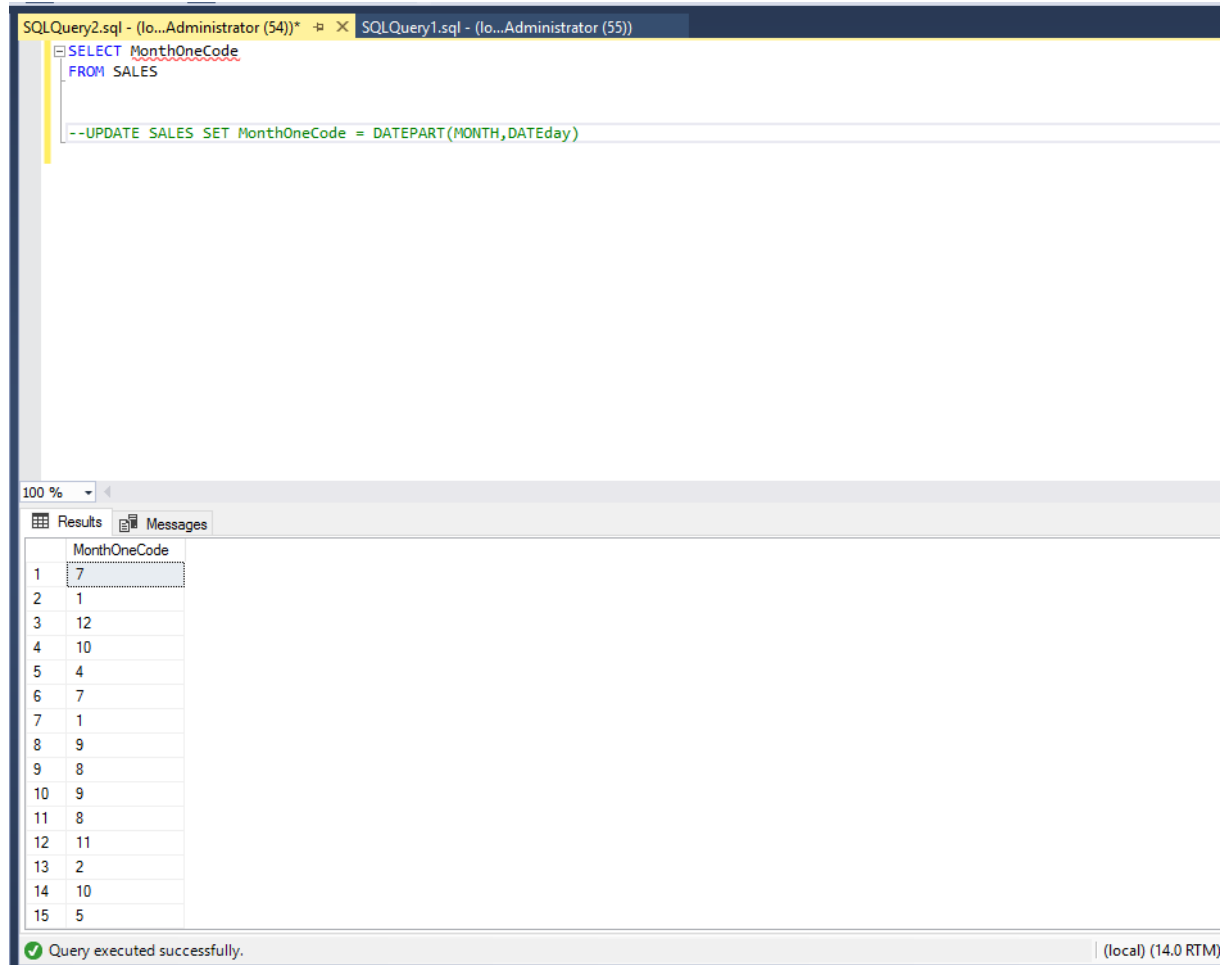 SQLQuery2.sql - (lo...Administrator (54))* SQLQuery1.sql - (lo...Administrator (55))
SELECT MonthOneCode
FROM SALES
--UPDATE SALES SET MonthOneCode = DATEPART(MONTH,DATEday)
100 %
Results Messages
MonthOneCode
1 7
2 1
3 12
4 10
5 4
6 7
7 1
8 9
9 8
10 9
11 8
12 11
13 2
14 10
15 5
Query executed successfully. (local) (14.0 RTM)